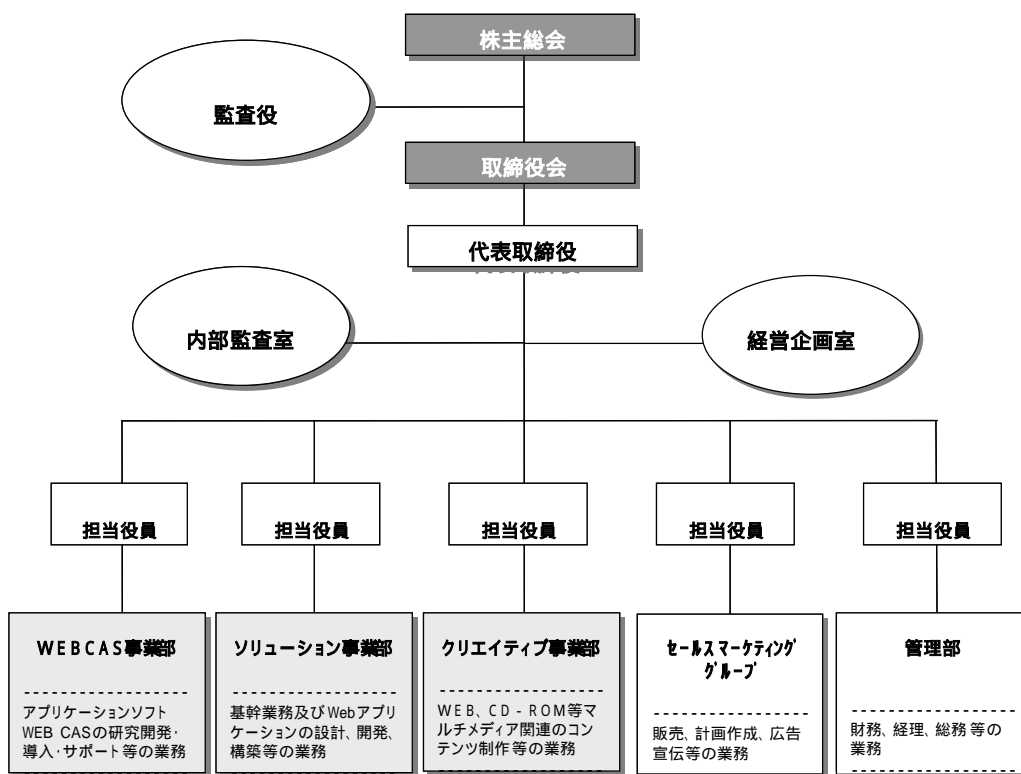 株主総会
監査役
取締役会
代表取締役
内部監査室
経営企画室
担当役員
担当役員
担当役員
担当役員
担当役員
WEBCAS事業部
アプリケーションソフト
WEB CASの研究開発・
導入・サポート等の業務
ソリューション事業部
基幹業務及びWebアプリ
ケーションの設計、開発、
構築等の業務
クリエイティブ事業部
WEB、CD-ROM等マ
ルチメディア関連のコン
テンツ制作等の業務
セールスマーケティング
グループ
販売、計画作成、広告
宣伝等の業務
管理部
財務、経理、総務等の
業務